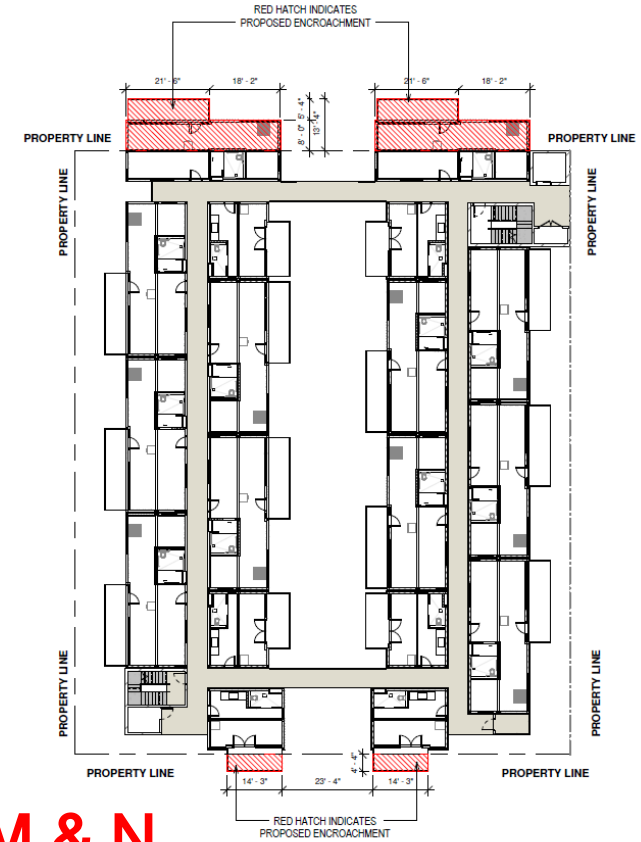 RED HATCH INDICATES
PROPOSED ENCROACHMENT
21' - 6" 18' - 2" 21' - 6" 18' - 2"
5' - 4"
8' - 0"
13' - 4"
PROPERTY LINE PROPERTY LINE
PROPERTY LINE PROPERTY LINE
PROPERTY LINE PROPERTY LINE
4' - 4"
PROPERTY LINE PROPERTY LINE
14' - 3" 23' - 4" 14' - 3"
RED HATCH INDICATES
PROPOSED ENCROACHMENT
M & N